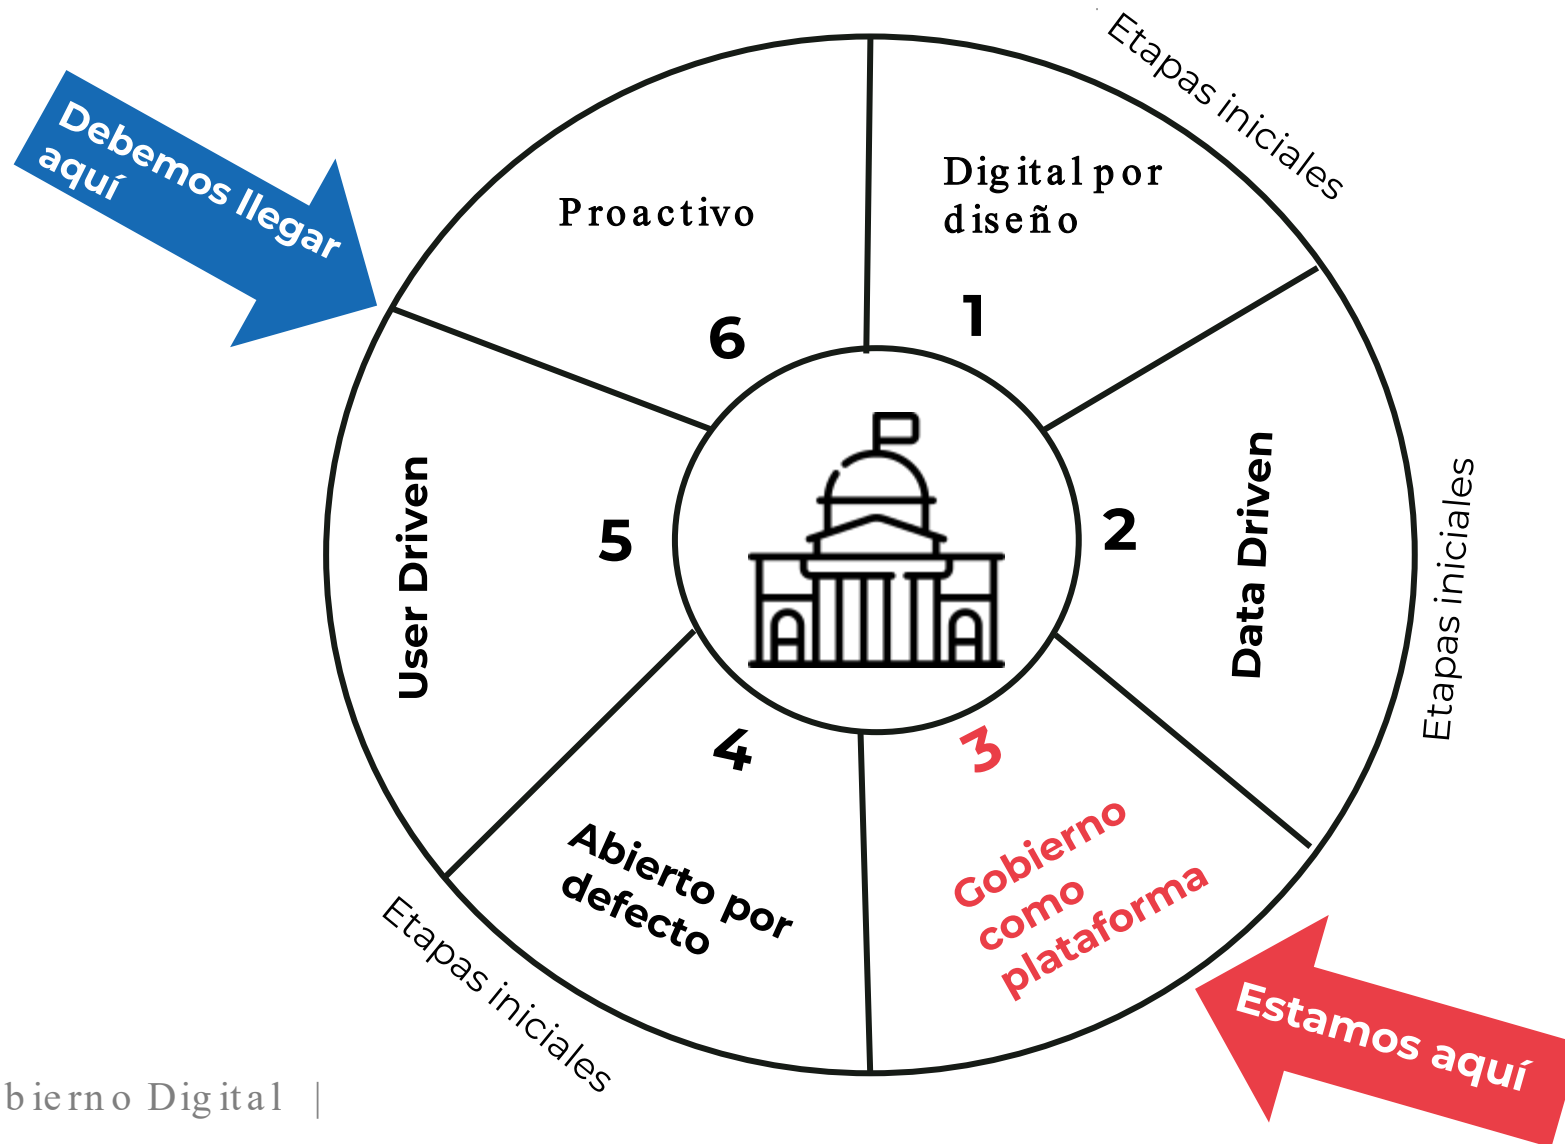 Etapas iniciales
Debemos llegar
aquí
Proactivo
6
Digital por
diseño
1
Etapas iniciales
Data Driven
2
User Driven
5
4
Abierto por
defecto
3
Gobierno
como
plataforma
Etapas iniciales
Estamos aquí
bierno Digital |